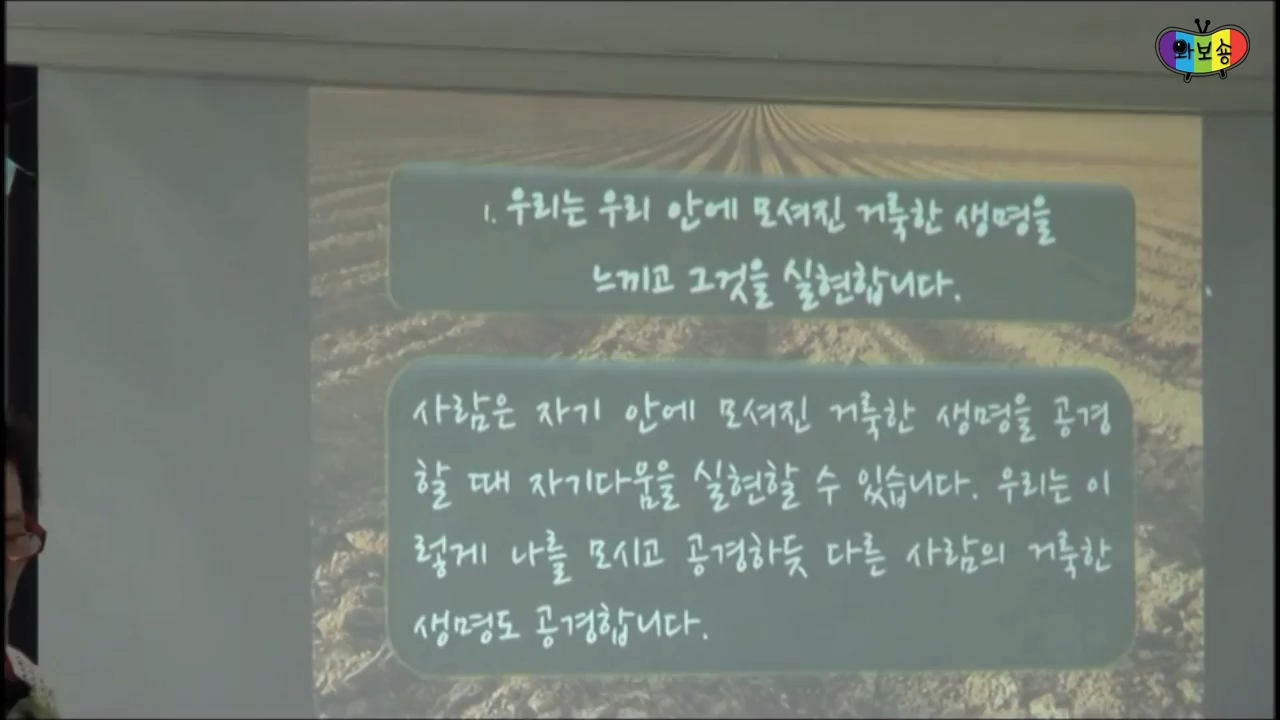 와보숑
1. 우리는 우리 안에 모셔진 거룩한 생명을
느끼고 그것을 실현합니다.
사람은 자기 안에 모셔진 거룩한 생명을 공경
할 때 자기다움을 실현할 수 있습니다. 우리는 이
렇게 나를 모시고 공경하듯 다른 사람의 거룩한
생명도 공경합니다.